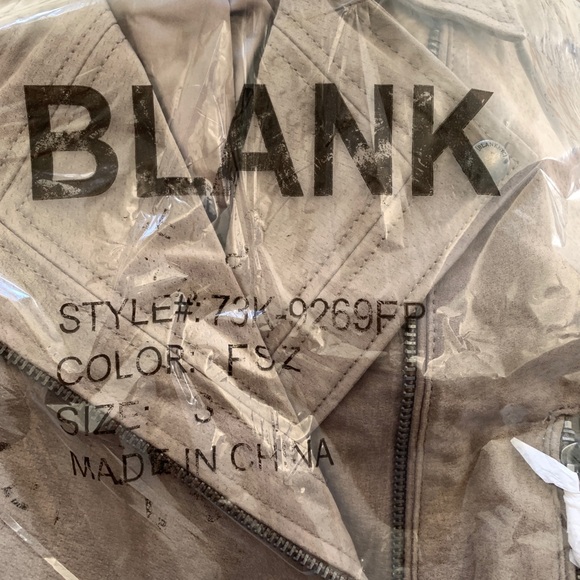 BLANK
STYLE#: 73K-9269FP
COLOR: FSZ
SIZE: S
MADE IN CHINA